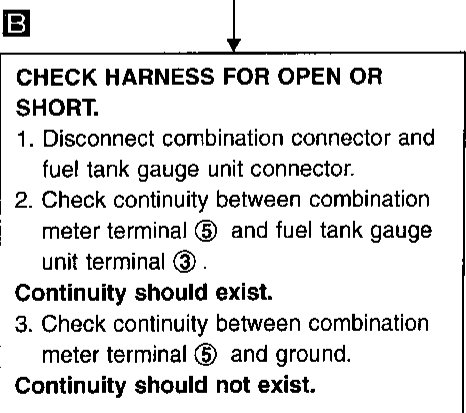 B
CHECK HARNESS FOR OPEN OR
SHORT.
1. Disconnect combination connector and
fuel tank gauge unit connector.
2. Check continuity between combination
meter terminal ⑤ and fuel tank gauge
unit terminal ③ .
Continuity should exist.
3. Check continuity between combination
meter terminal ⑤ and ground.
Continuity should not exist.